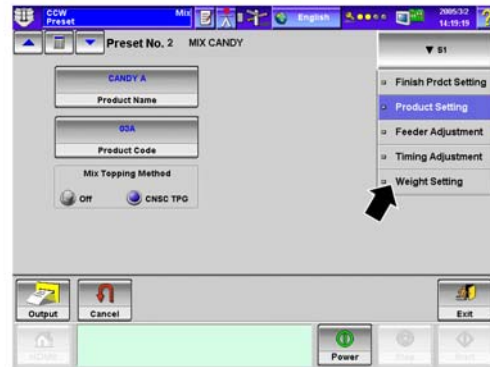 CCW
Preset
Mix
English
2005/3/2
14:19:19
Preset No. 2 MIX CANDY
S1
CANDY A
Product Name
03A
Product Code
Mix Topping Method
Off
CNSC TPG
Finish Prdct Setting
Product Setting
Feeder Adjustment
Timing Adjustment
Weight Setting
Output
Cancel
Exit
HOME
Power
Stop
Start